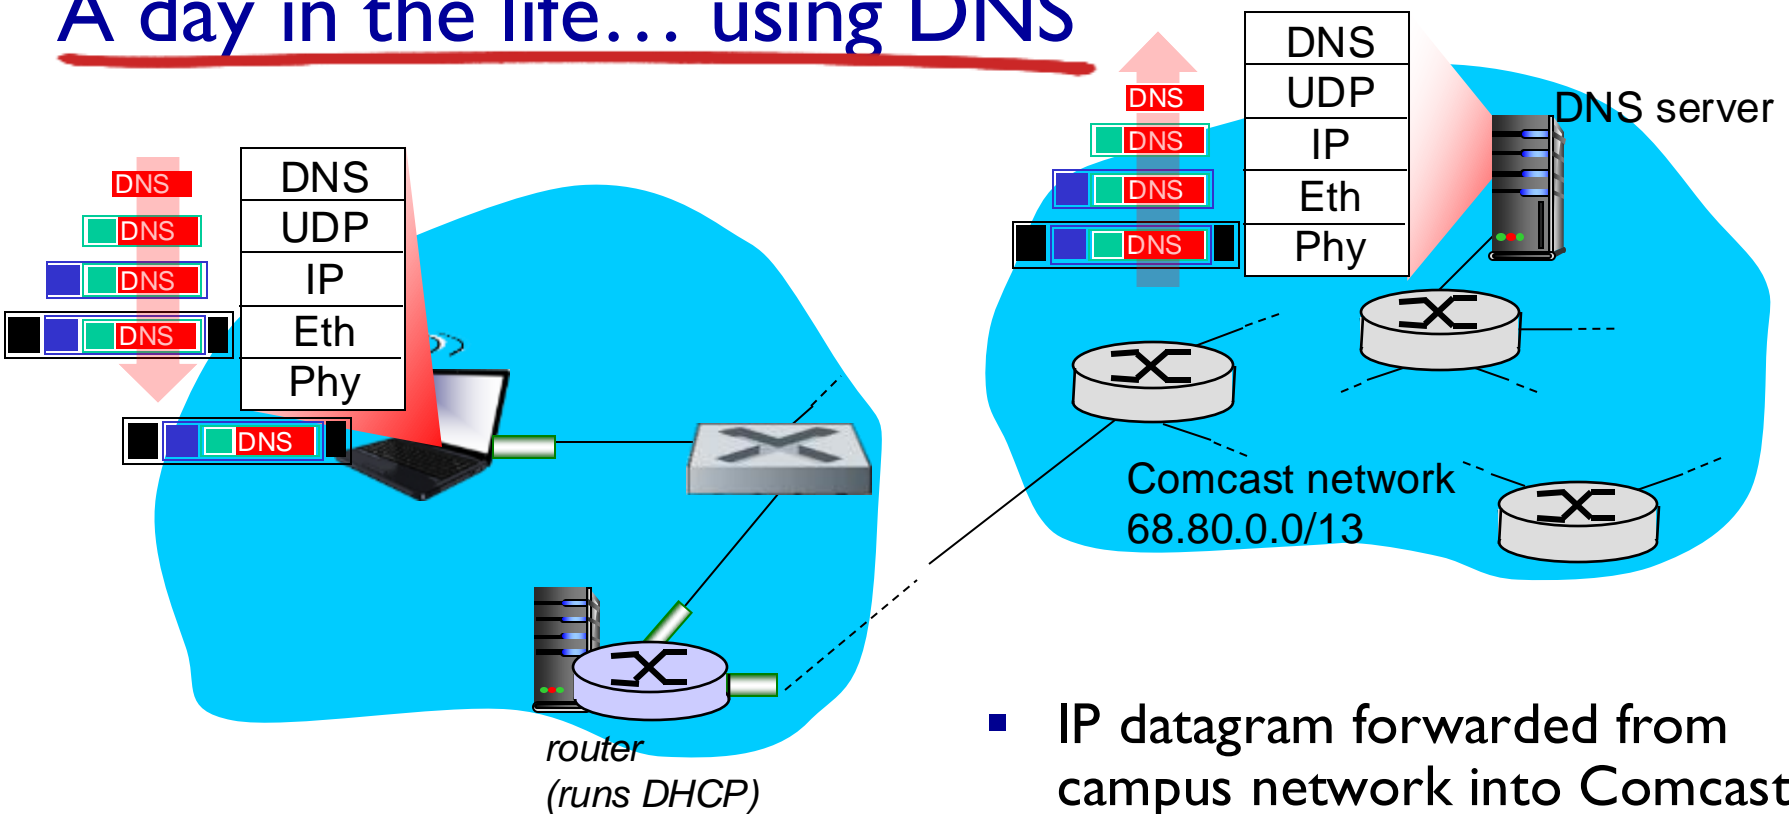 A day in the life… using DNS
DNS
DNS
DNS
DNS
DNS
DNS
UDP
IP
Eth
Phy
DNS
DNS
DNS
DNS
DNS
UDP
IP
Eth
Phy
DNS server
Comcast network
68.80.0.0/13
router
(runs DHCP)
▪ IP datagram forwarded from
campus network into Comcast